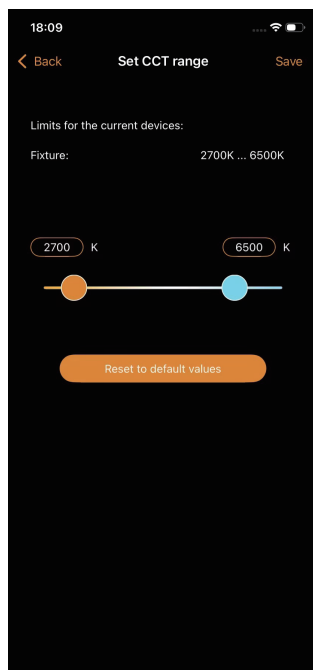 18:09
Back Set CCT range Save
Limits for the current devices:
Fixture: 2700K ... 6500K
2700 K 6500 K
Reset to default values